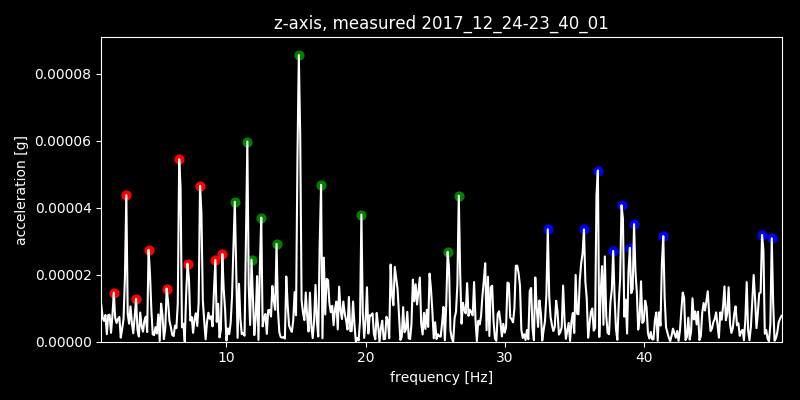 z-axis, measured 2017_12_24-23_40_01
0.00008
0.00006
0.00004
0.00002
0.00000
acceleration [g]
10 20 30 40
frequency [Hz]